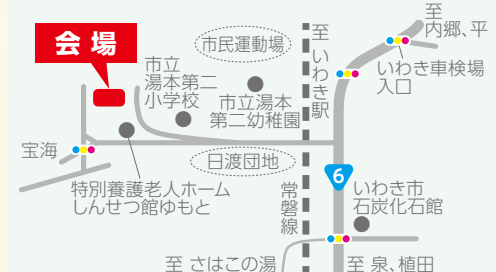 会場
市民運動場
至 いわき駅
至
内郷、平
いわき車検場
入口
市立
湯本第二
小学校
市立湯本
第二幼稚園
宝海
日渡団地
特別養護老人ホーム
しんせつ館ゆもと
常磐線
6
いわき市
石炭化石館
至 さはこの湯
至 泉、植田